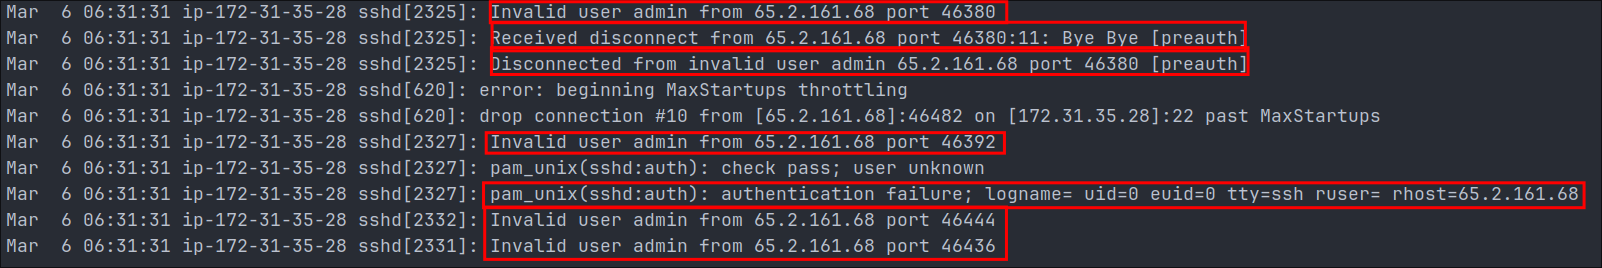 Mar  6 06:31:31 ip-172-31-35-28 sshd[2325]: Invalid user admin from 65.2.161.68 port 46380
Mar  6 06:31:31 ip-172-31-35-28 sshd[2325]: Received disconnect from 65.2.161.68 port 46380:11: Bye Bye [preauth]
Mar  6 06:31:31 ip-172-31-35-28 sshd[2325]: Disconnected from invalid user admin 65.2.161.68 port 46380 [preauth]
Mar  6 06:31:31 ip-172-31-35-28 sshd[620]: error: beginning MaxStartups throttling
Mar  6 06:31:31 ip-172-31-35-28 sshd[620]: drop connection #10 from [65.2.161.68]:46482 on [172.31.35.28]:22 past MaxStartups
Mar  6 06:31:31 ip-172-31-35-28 sshd[2327]: Invalid user admin from 65.2.161.68 port 46392
Mar  6 06:31:31 ip-172-31-35-28 sshd[2327]: pam_unix(sshd:auth): check pass; user unknown
Mar  6 06:31:31 ip-172-31-35-28 sshd[2327]: pam_unix(sshd:auth): authentication failure; logname= uid=0 euid=0 tty=ssh ruser= rhost=65.2.161.68
Mar  6 06:31:31 ip-172-31-35-28 sshd[2332]: Invalid user admin from 65.2.161.68 port 46444
Mar  6 06:31:31 ip-172-31-35-28 sshd[2331]: Invalid user admin from 65.2.161.68 port 46436